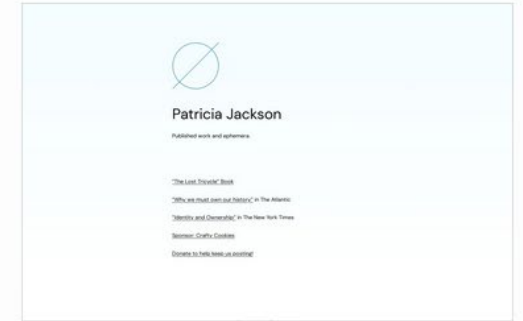 Patricia Jackson
Published work and ephemera.
"The Lost Tricycle" Book
"Why we must own our history" in The Atlantic
"Identity and Ownership" in The New York Times
Sponsor: Crafty Cookies
Donate to help keep us posting!